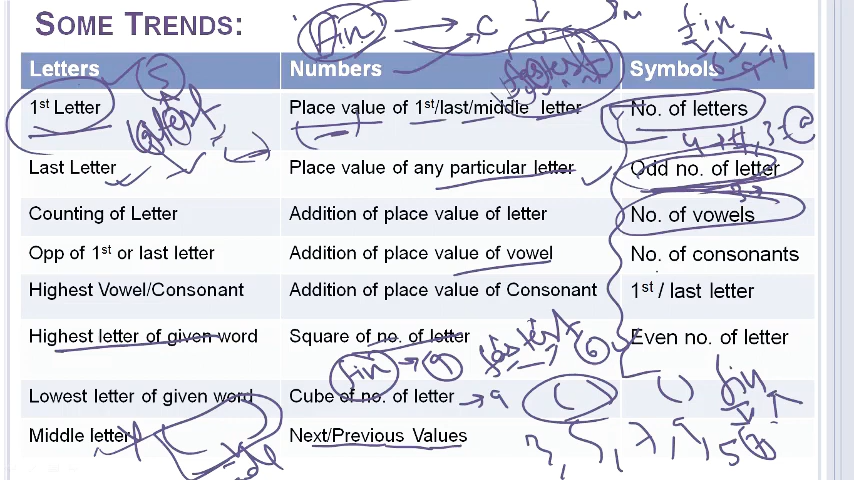 SOME TRENDS:
fin → C
fin
Letters Numbers Symbols
1st Letter Place value of 1st/last/middle letter No. of letters
Last Letter Place value of any particular letter Odd no. of letter
Counting of Letter Addition of place value of letter No. of vowels
Opp of 1st or last letter Addition of place value of vowel No. of consonants
Highest Vowel/Consonant Addition of place value of Consonant 1st / last letter
Highest letter of given word Square of no. of letter Even no. of letter
fin → 9 fastest 6
Lowest letter of given word Cube of no. of letter → 9 fin
Middle letter Next/Previous Values